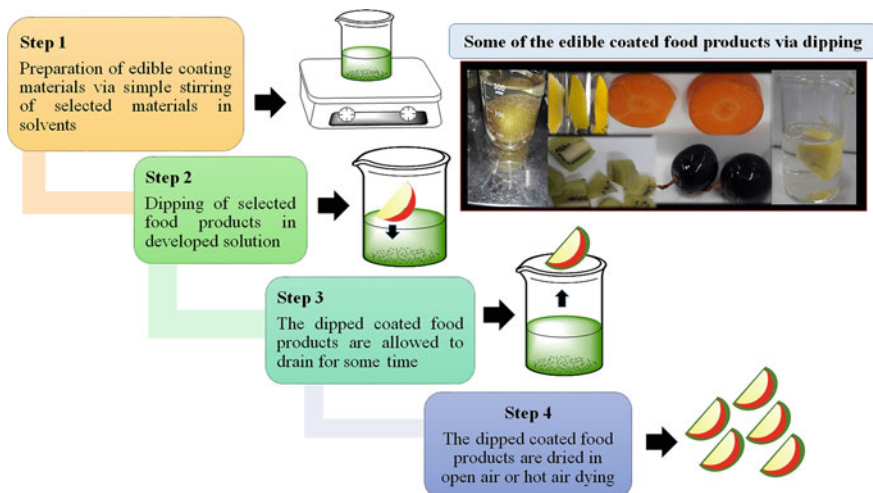 Step 1
Preparation of edible coating
materials via simple stirring
of selected materials in
solvents
Some of the edible coated food products via dipping
Step 2
Dipping of selected
food products in
developed solution
Step 3
The dipped coated food
products are allowed to
drain for some time
Step 4
The dipped coated food
products are dried in
open air or hot air dying